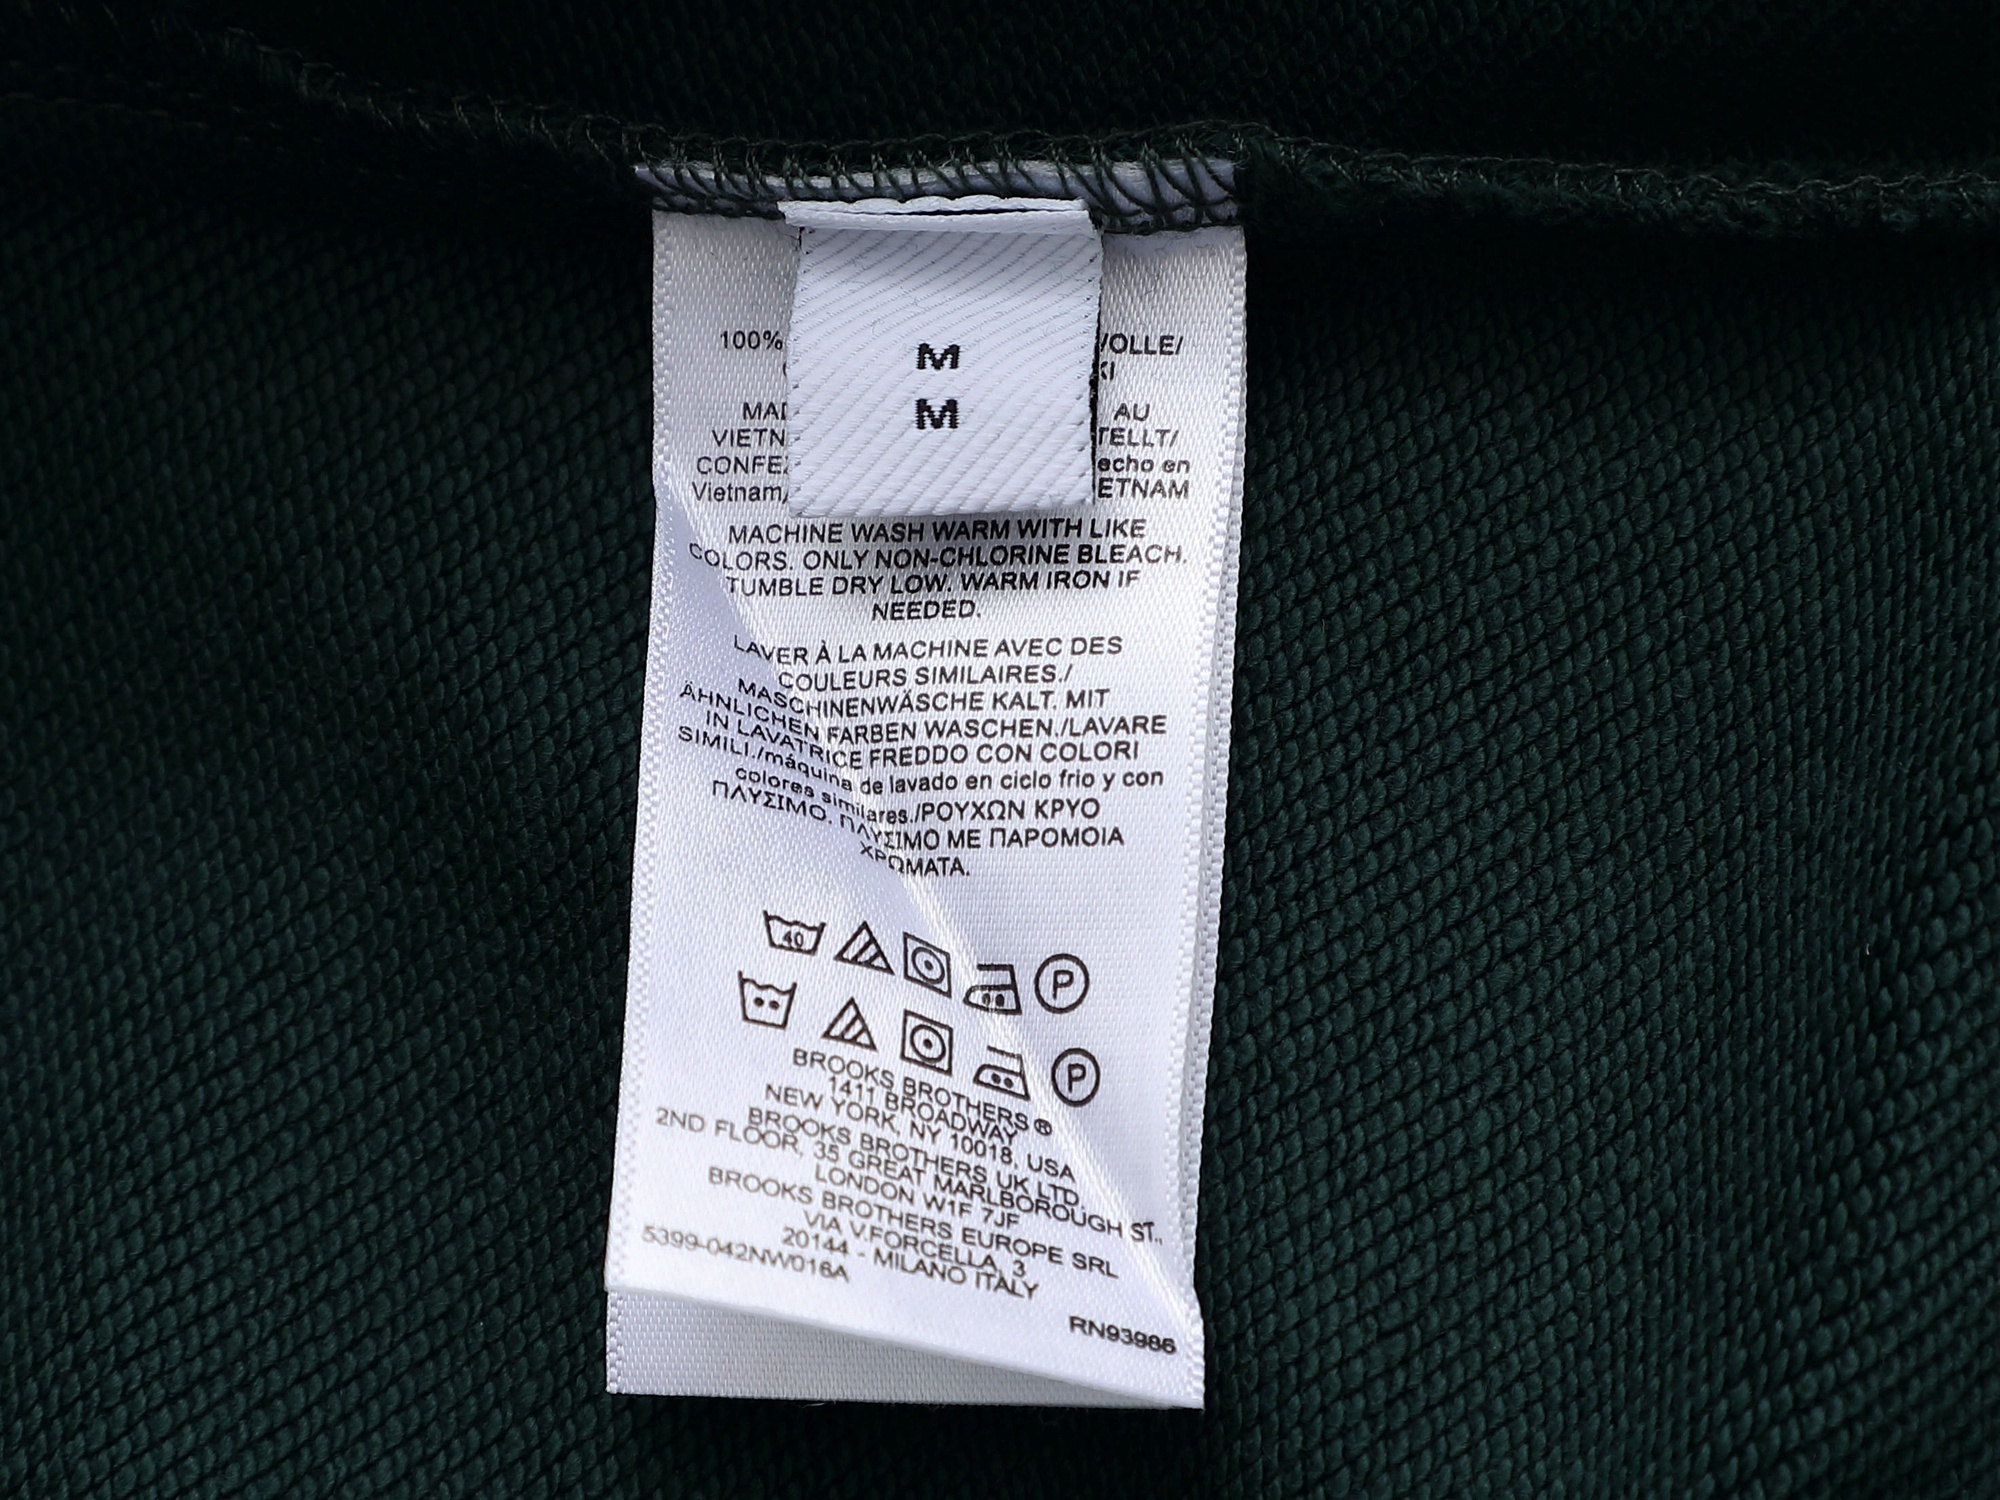 M
M
100% /OLLE/
KI
MAD AU
VIETN TELLT/
CONFEZ echo en
Vietnam/ ETNAM
MACHINE WASH WARM WITH LIKE
COLORS. ONLY NON-CHLORINE BLEACH.
TUMBLE DRY LOW. WARM IRON IF
NEEDED.
LAVER À LA MACHINE AVEC DES
COULEURS SIMILAIRES./
MASCHINENWÄSCHE KALT. MIT
ÄHNLICHEN FARBEN WASCHEN./LAVARE
IN LAVATRICE FREDDO CON COLORI
SIMILI./máquina de lavado en ciclo frio y con
colores similares./ΡΟΥΧΩΝ ΚΡΥΟ
ΠΛΥΣΙΜΟ, ΠΛΥΣΙΜΟ ΜΕ ΠΑΡΟΜΟΙΑ
ΧΡΩΜΑΤΑ.
40 P
P
BROOKS BROTHERS ®
1411 BROADWAY
NEW YORK, NY 10018, USA
BROOKS BROTHERS UK LTD.
2ND FLOOR, 35 GREAT MARLBOROUGH ST.,
LONDON W1F 7JF
BROOKS BROTHERS EUROPE SRL
VIA V.FORCELLA, 3
20144 - MILANO ITALY
5399-042NW016A
RN93986